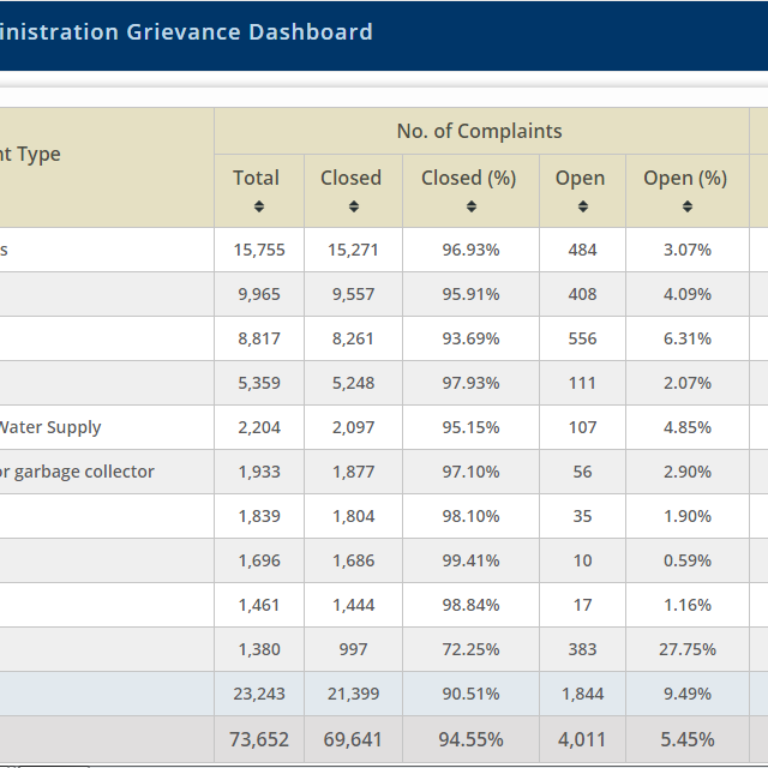 inistration Grievance Dashboard
No. of Complaints
nt Type
Total Closed Closed (%) Open Open (%)
s 15,755 15,271 96.93% 484 3.07%
9,965 9,557 95.91% 408 4.09%
8,817 8,261 93.69% 556 6.31%
5,359 5,248 97.93% 111 2.07%
Water Supply 2,204 2,097 95.15% 107 4.85%
or garbage collector 1,933 1,877 97.10% 56 2.90%
1,839 1,804 98.10% 35 1.90%
1,696 1,686 99.41% 10 0.59%
1,461 1,444 98.84% 17 1.16%
1,380 997 72.25% 383 27.75%
23,243 21,399 90.51% 1,844 9.49%
73,652 69,641 94.55% 4,011 5.45%